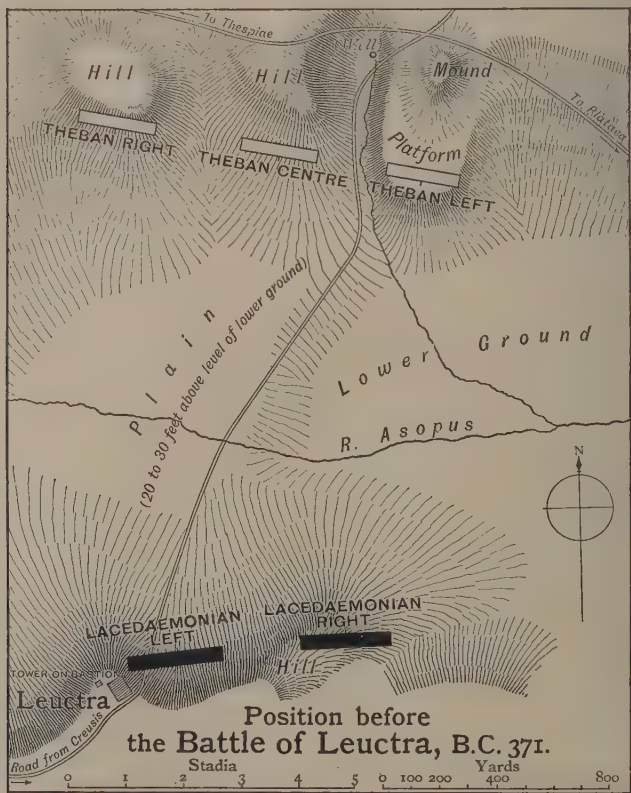 To Thespiae
Well
Hill
Hill
Mound
To Plataea
THEBAN RIGHT
THEBAN CENTRE
Platform
THEBAN LEFT
Plain
(20 to 30 feet above level of lower ground)
Lower Ground
R. Asopus
N
LACEDAEMONIAN
LEFT
LACEDAEMONIAN
RIGHT
Hill
TOWER OR BASTION
Leuctra
Road from Creusis
Position before
the Battle of Leuctra, B.C. 371.
Stadia
Yards
0 1 2 3 4 5
0 100 200 400 800